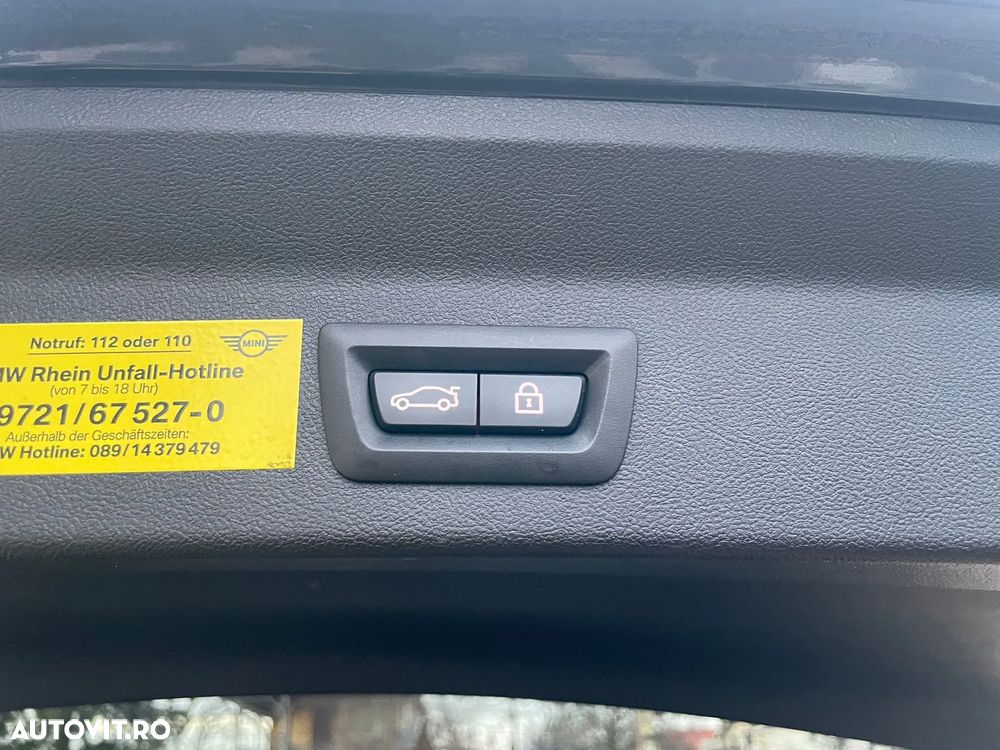 Notruf: 112 oder 110
MINI
MW Rhein Unfall-Hotline
(von 7 bis 18 Uhr)
9721/67 527-0
Außerhalb der Geschäftszeiten:
W Hotline: 089/14379479
AUTOVIT.RO